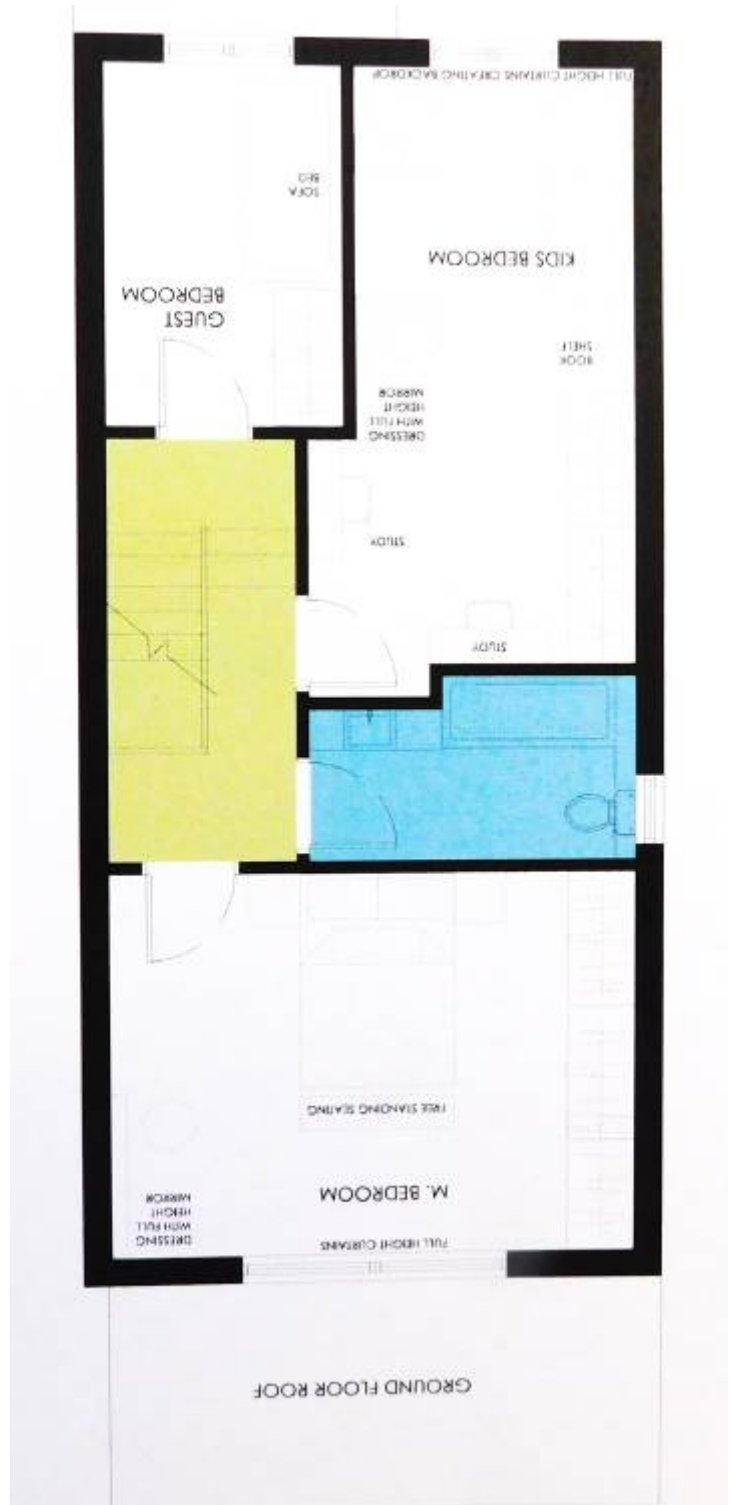 GROUND FLOOR ROOF
FULL HEIGHT CURTAINS
M. BEDROOM
DRESSING
WITH FULL
HEIGHT
MIRROR
FREE STANDING SEATING
STUDY
STUDY
DRESSING
WITH FULL
HEIGHT
MIRROR
BOOK
SHELF
KIDS BEDROOM
FULL HEIGHT CURTAINS CREATING BACKDROP
GUEST
BEDROOM
SOFA
BED